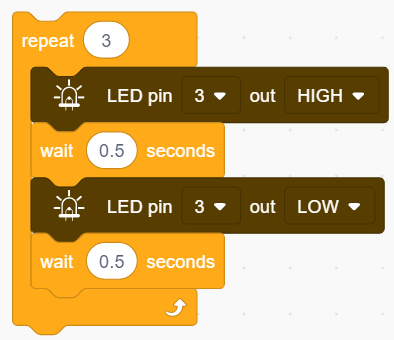 repeat 3
LED pin 3 out HIGH
wait 0.5 seconds
LED pin 3 out LOW
wait 0.5 seconds